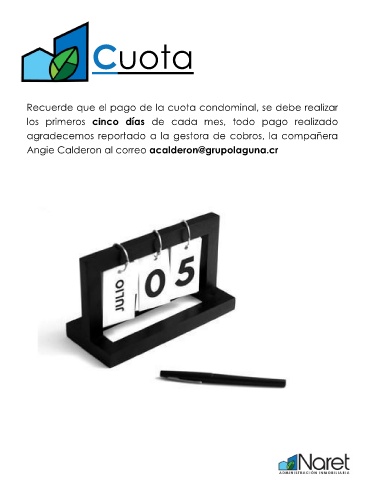 Cuota
Recuerde que el pago de la cuota condominal, se debe realizar
los primeros cinco días de cada mes, todo pago realizado
agradecemos reportado a la gestora de cobros, la compañera
Angie Calderon al correo acalderon@grupolaguna.cr
JULIO 05
Naret
ADMINISTRACIÓN INMOBILIARIA